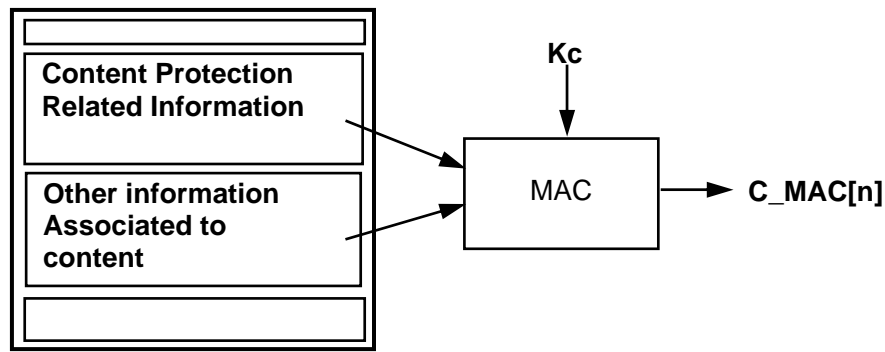 Content Protection
Related Information
Kc
Other information
Associated to
content
MAC
C_MAC[n]